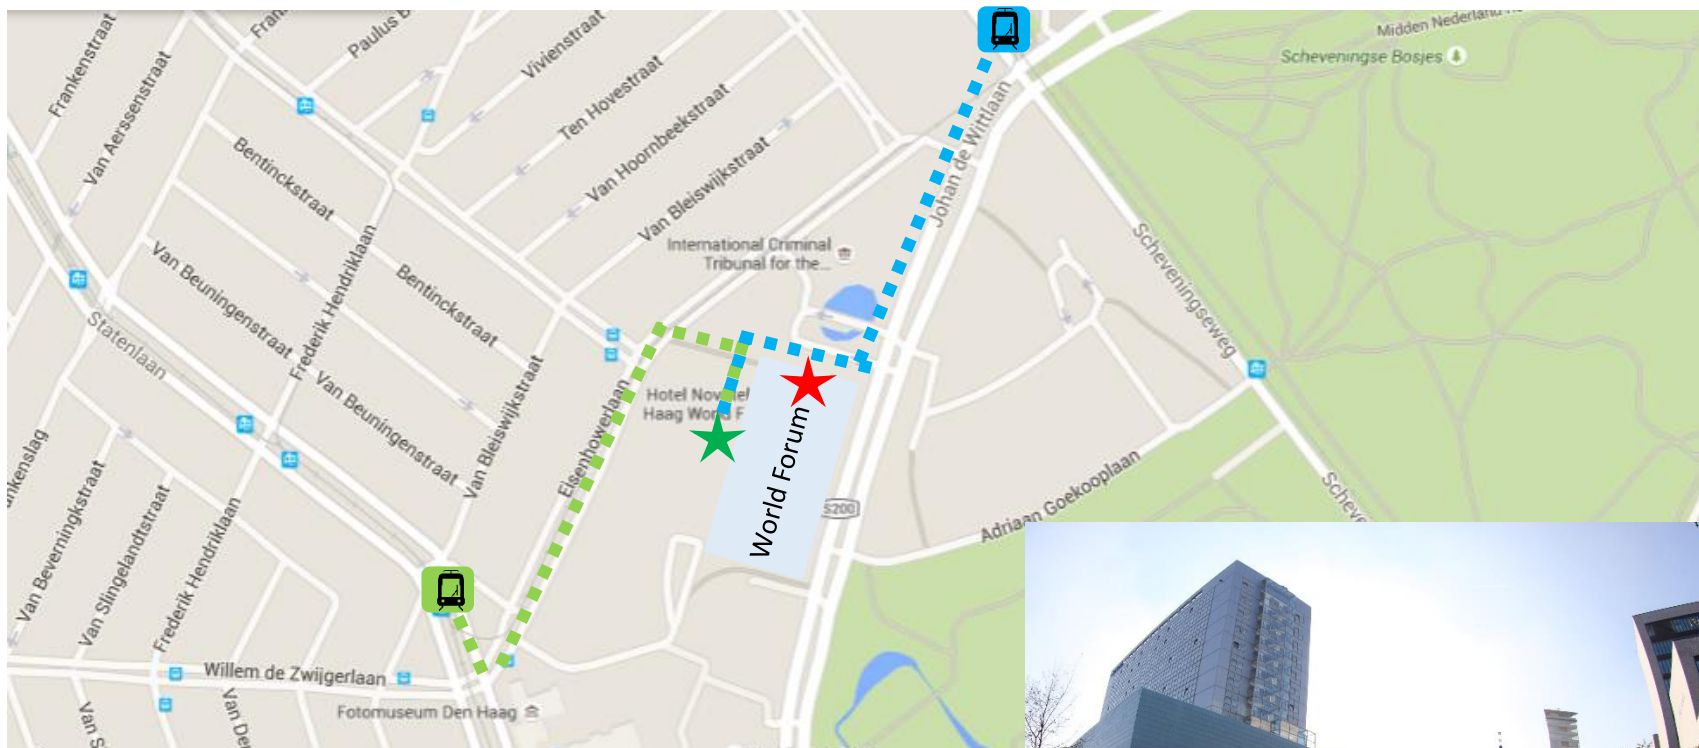 Frankenstraat
Van Aerssenstraat
Paulus
Vivienstraat
Midden Nederland
Scheveningse Bosjes
Ten Hovestraat
Van Hoornbeekstraat
Van Bleiswijkstraat
Bentinckstraat
Johan de Wittlaan
International Criminal
Tribunal for the...
Scheveningseweg
Van Beuningenstraat
Frederik Hendriklaan
Bentinckstraat
Statenlaan
Van Beuningenstraat
Van Bleiswijkstraat
Eisenhowerlaan
Hotel
Haag
World Forum
S200
Adriaan Goekooplaan
Van Beverningkstraat
Van Slingelandtstraat
Frederik Hendriklaan
Willem de Zwijgerlaan
Fotomuseum Den Haag